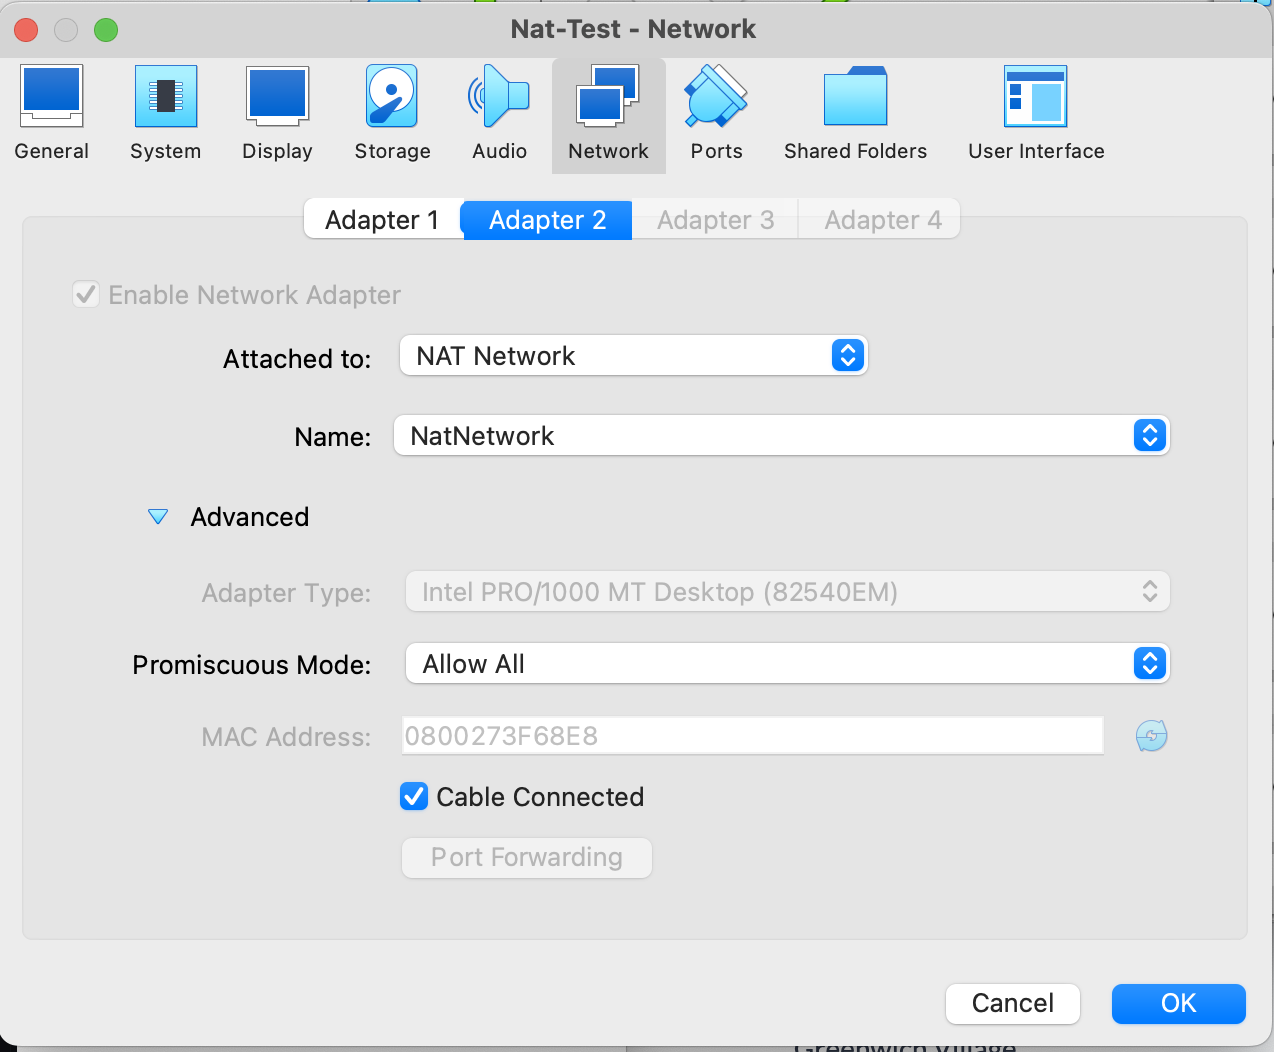 Nat-Test - Network
General System Display Storage Audio Network Ports Shared Folders User Interface
Adapter 1 Adapter 2 Adapter 3 Adapter 4
Enable Network Adapter
Attached to: NAT Network
Name: NatNetwork
Advanced
Adapter Type: Intel PRO/1000 MT Desktop (82540EM)
Promiscuous Mode: Allow All
MAC Address: 0800273F68E8
Cable Connected
Port Forwarding
Cancel OK
Greenwich Village